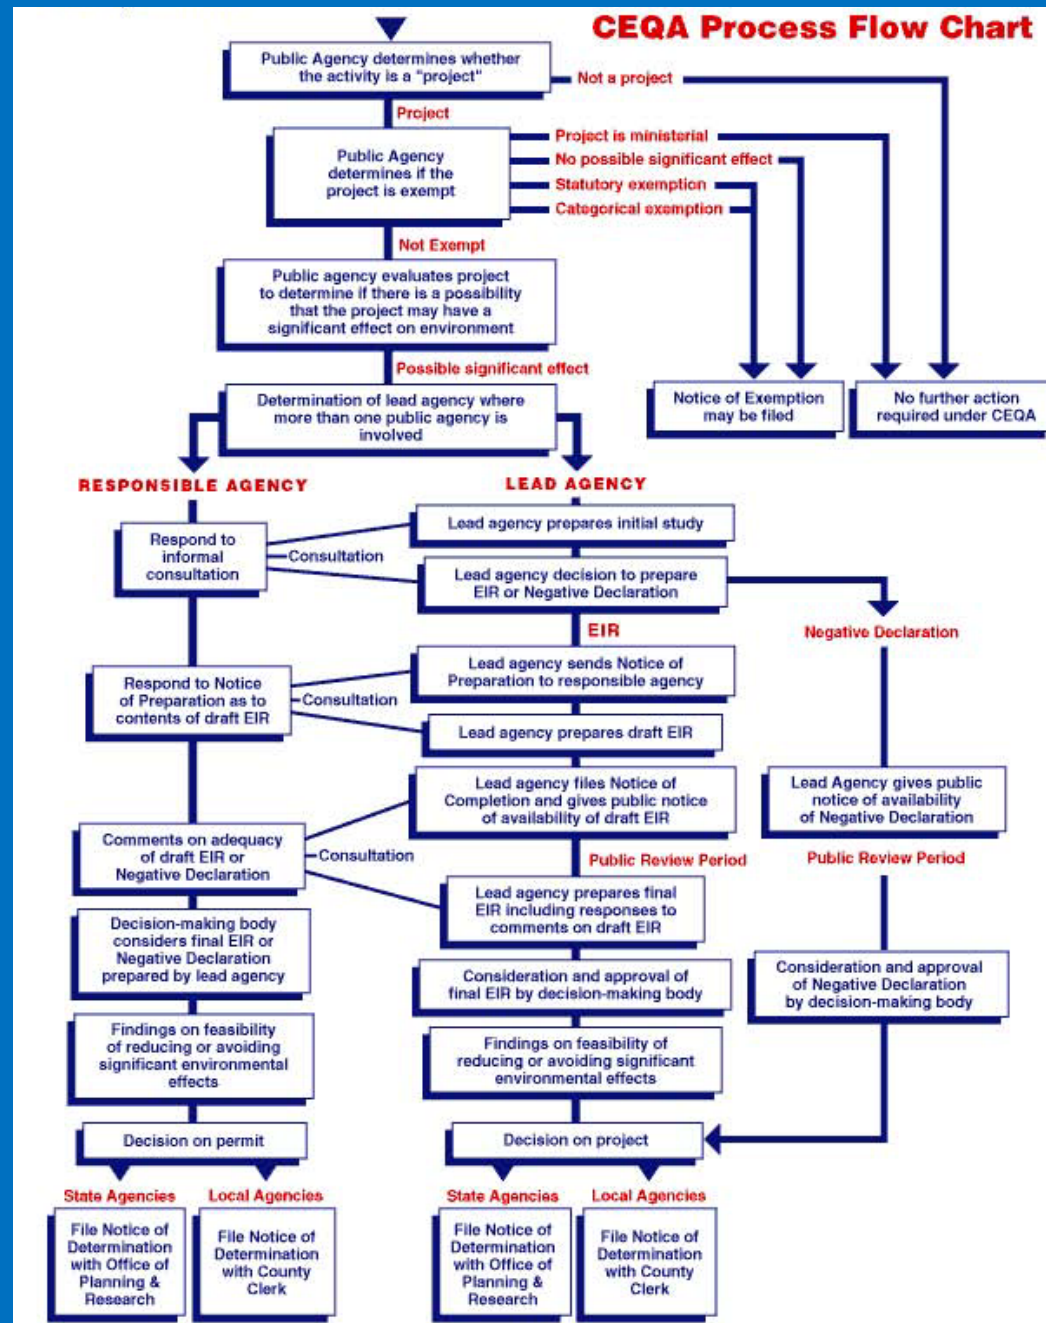 CEQA Process Flow Chart
Public Agency determines whether
the activity is a "project"
Not a project
Project
Public Agency
determines if the
project is exempt
Project is ministerial
No possible significant effect
Statutory exemption
Categorical exemption
Not Exempt
Public agency evaluates project
to determine if there is a possibility
that the project may have a
significant effect on environment
Possible significant effect
Determination of lead agency where
more than one public agency is
involved
Notice of Exemption
may be filed
No further action
required under CEQA
RESPONSIBLE AGENCY
LEAD AGENCY
Respond to
informal
consultation
Consultation
Lead agency prepares initial study
Lead agency decision to prepare
EIR or Negative Declaration
EIR
Negative Declaration
Respond to Notice
of Preparation as to
contents of draft EIR
Consultation
Lead agency sends Notice of
Preparation to responsible agency
Lead agency prepares draft EIR
Lead agency files Notice of
Completion and gives public notice
of availability of draft EIR
Lead Agency gives public
notice of availability
of Negative Declaration
Comments on adequacy
of draft EIR or
Negative Declaration
Consultation
Public Review Period
Public Review Period
Lead agency prepares final
EIR including responses to
comments on draft EIR
Decision-making body
considers final EIR or
Negative Declaration
prepared by lead agency
Consideration and approval of
final EIR by decision-making body
Consideration and approval
of Negative Declaration
by decision-making body
Findings on feasibility
of reducing or avoiding
significant environmental
effects
Findings on feasibility of
reducing or avoiding significant
environmental effects
Decision on permit
Decision on project
State Agencies
Local Agencies
State Agencies
Local Agencies
File Notice of
Determination
with Office of
Planning &
Research
File Notice of
Determination
with County
Clerk
File Notice of
Determination
with Office of
Planning &
Research
File Notice of
Determination
with County
Clerk